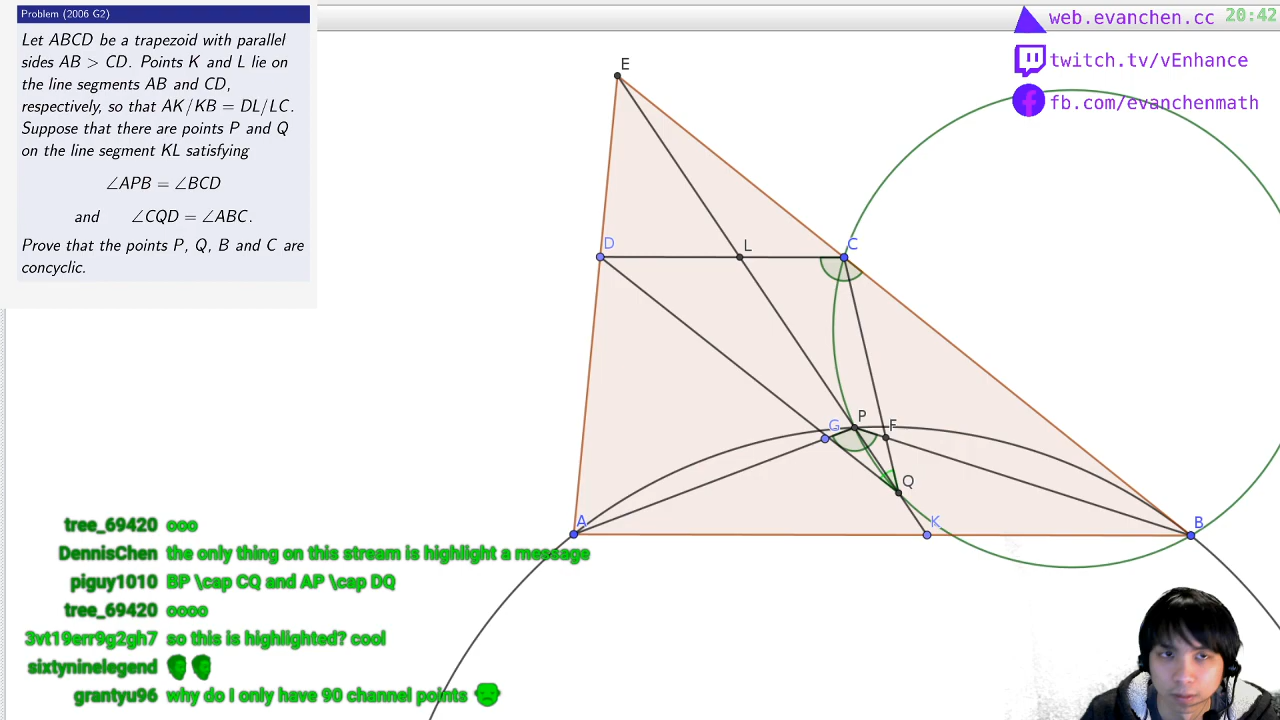 Problem (2006 G2)
Let ABCD be a trapezoid with parallel
sides AB > CD. Points K and L lie on
the line segments AB and CD,
respectively, so that AK/KB = DL/LC.
Suppose that there are points P and Q
on the line segment KL satisfying
∠APB = ∠BCD
and ∠CQD = ∠ABC.
Prove that the points P, Q, B and C are
concyclic.
web.evanchen.cc 20:42
twitch.tv/vEnhance
fb.com/evanchenmath
E
D
L
C
G
P
F
Q
A
K
B
tree_69420 ooo
DennisChen the only thing on this stream is highlight a message
piguy1010 BP \cap CQ and AP \cap DQ
tree_69420 oooo
3vt19err9g2gh7 so this is highlighted? cool
sixtyninelegend
grantyu96 why do I only have 90 channel points